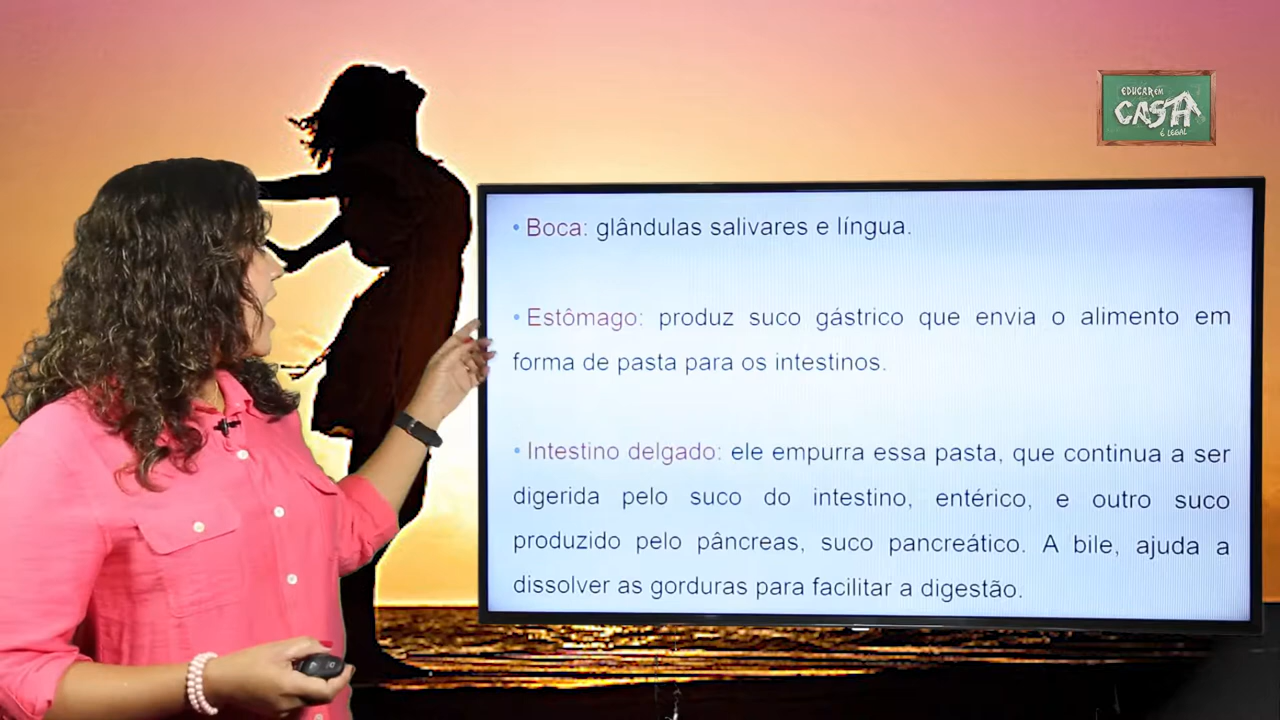 EDUCAR EM
CASA
É LEGAL
• Boca: glândulas salivares e língua.
• Estômago: produz suco gástrico que envia o alimento em
forma de pasta para os intestinos.
• Intestino delgado: ele empurra essa pasta, que continua a ser
digerida pelo suco do intestino, entérico, e outro suco
produzido pelo pâncreas, suco pancreático. A bile, ajuda a
dissolver as gorduras para facilitar a digestão.